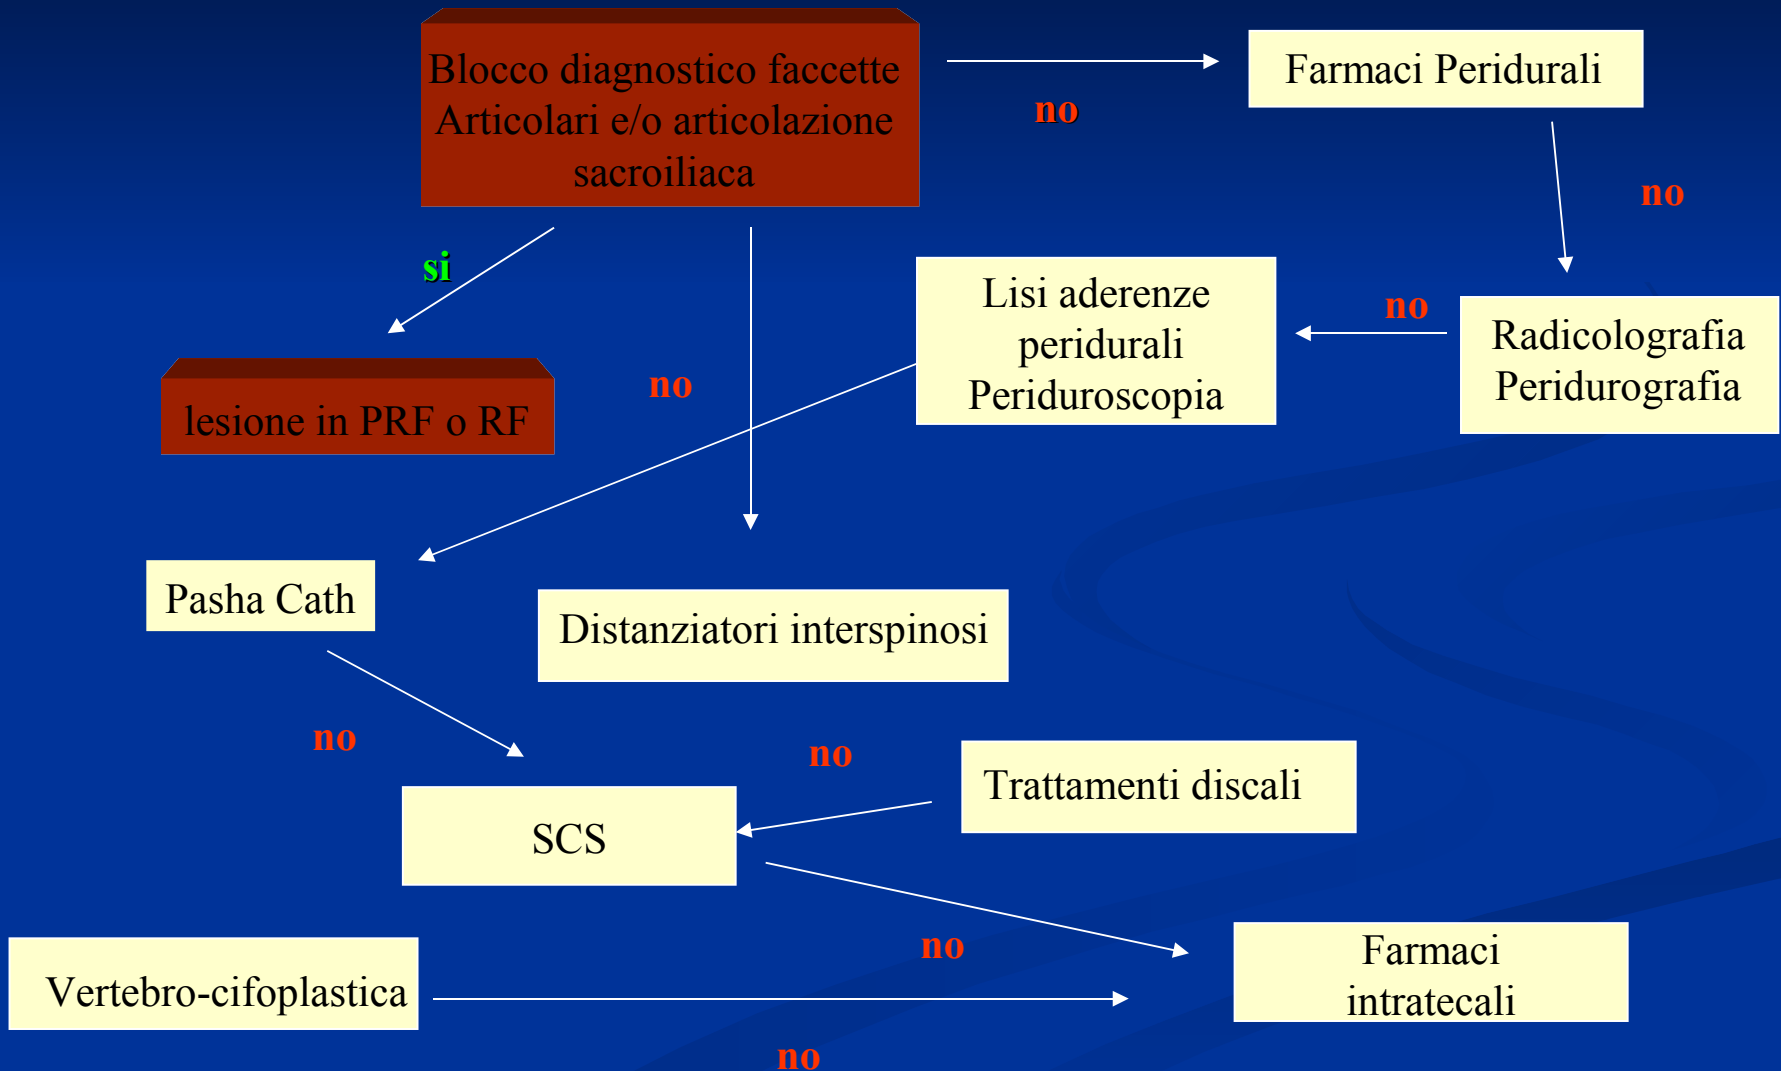 Blocco diagnostico faccette
Articolari e/o articolazione
sacroiliaca
no
Farmaci Peridurali
no
si
Lisi aderenze
peridurali
Periduroscopia
no
Radicolografia
Peridurografia
no
lesione in PRF o RF
Pasha Cath
Distanziatori interspinosi
no
no
Trattamenti discali
SCS
no
Farmaci
intratecali
Vertebro-cifoplastica
no